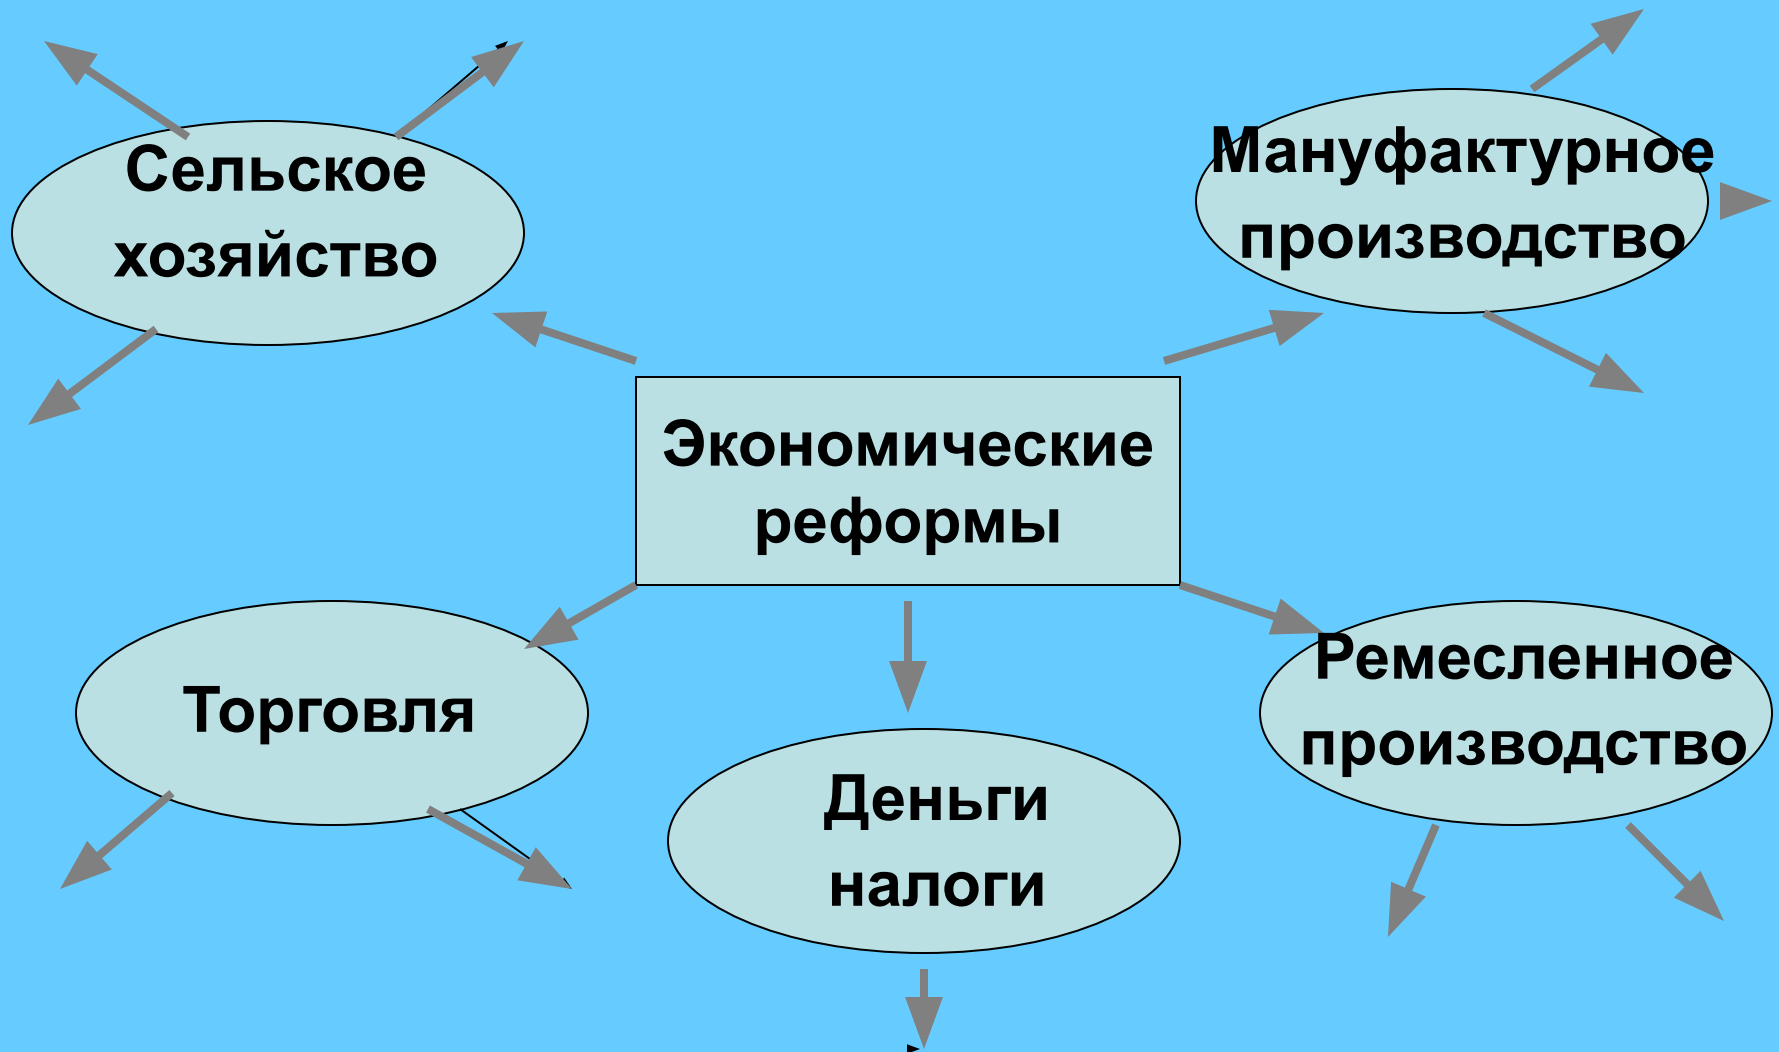 Сельское
хозяйство
Мануфактурное
производство
Экономические
реформы
Торговля
Деньги
налоги
Ремесленное
производство